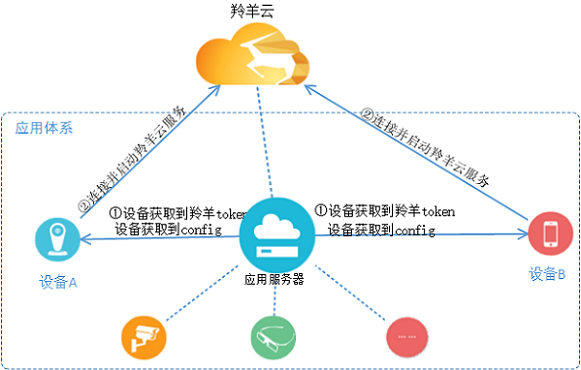 羚羊云
应用体系
②连接并启动羚羊云服务
②连接并启动羚羊云服务
①设备获取到羚羊token
设备获取到config
①设备获取到羚羊token
设备获取到config
设备A
应用服务器
设备B